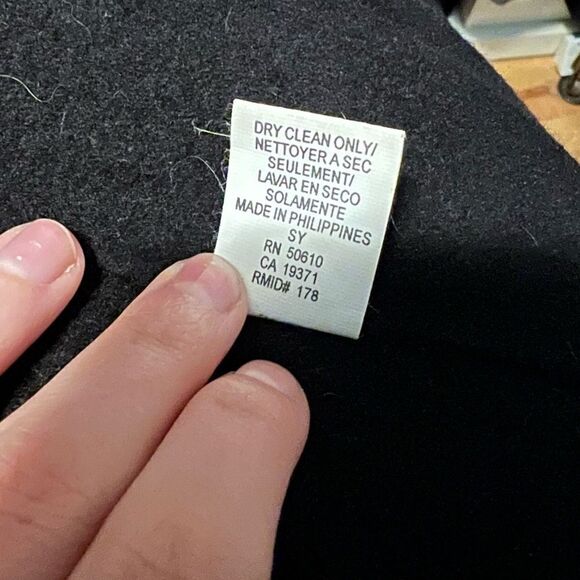 DRY CLEAN ONLY/
NETTOYER A SEC
SEULEMENT/
LAVAR EN SECO
SOLAMENTE
MADE IN PHILIPPINES
SY
RN 50610
CA 19371
RMID# 178